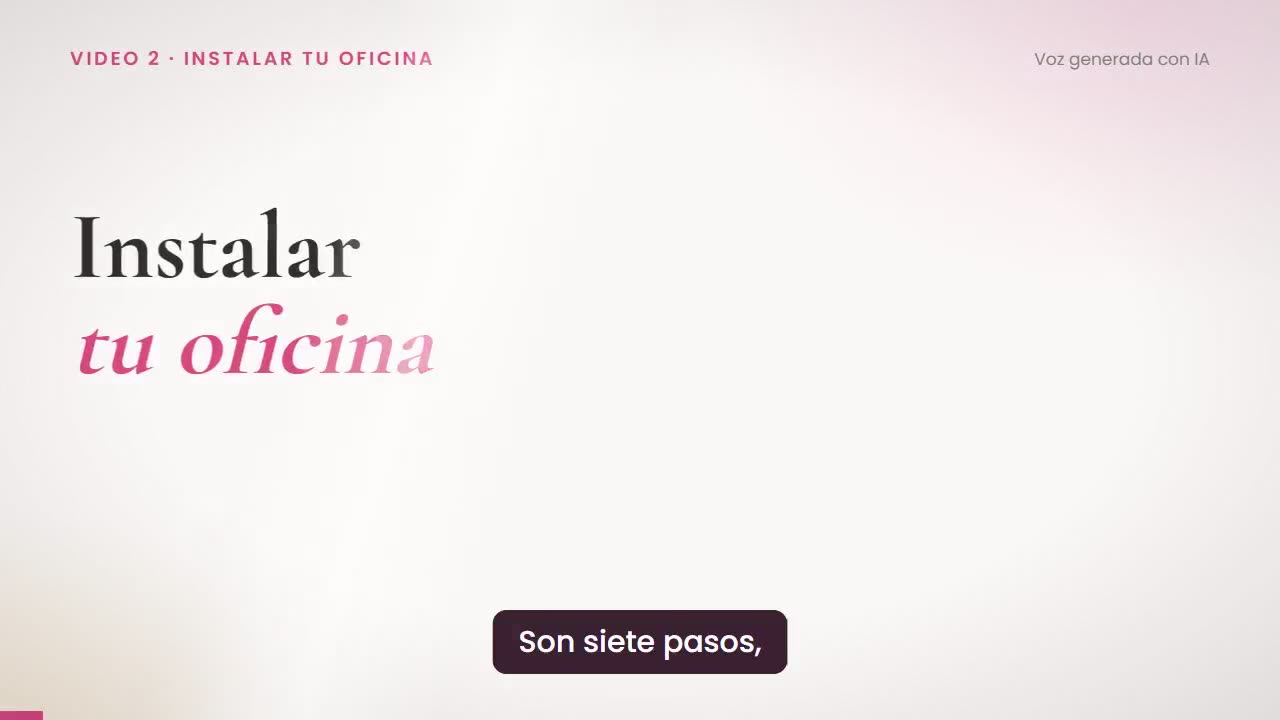 VIDEO 2 · INSTALAR TU OFICINA
Voz generada con IA
Instalar
tu oficina
Son siete pasos,